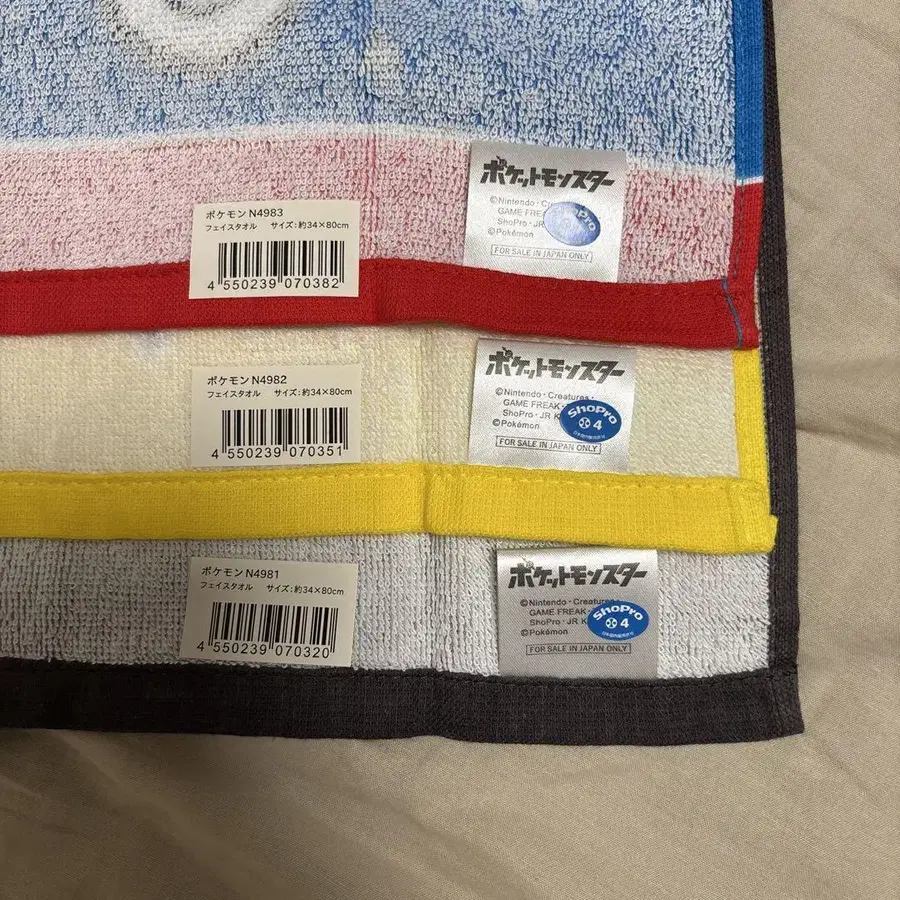 ポケモン N4983
フェイスタオル サイズ:約34×80cm
4 550239 070382
ポケットモンスター
©Nintendo・
GAME
ShoPro・JR
©Pokémon
ShoPro
FOR SALE IN JAPAN ONLY
ポケモン N4982
フェイスタオル サイズ:約34×80cm
4 550239 070351
ポケットモンスター
©Nintendo・Creatures・
GAME FREAK・
ShoPro・JR K
©Pokémon
ShoPro
4
FOR SALE IN JAPAN ONLY
ポケモン N4981
フェイスタオル サイズ:約34×80cm
4 550239 070320
ポケットモンスター
©Nintendo・Creatures
GAME FREAK・
ShoPro・JR K
©Pokémon
ShoPro
4
FOR SALE IN JAPAN ONLY